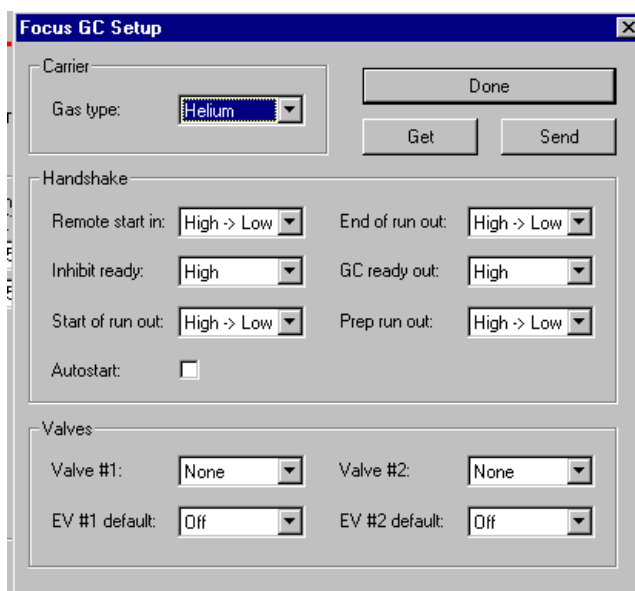 Focus GC Setup
Carrier
Gas type: Helium
Done
Get Send
Handshake
Remote start in: High -> Low End of run out: High -> Low
Inhibit ready: High GC ready out: High
Start of run out: High -> Low Prep run out: High -> Low
Autostart:
Valves
Valve #1: None Valve #2: None
EV #1 default: Off EV #2 default: Off